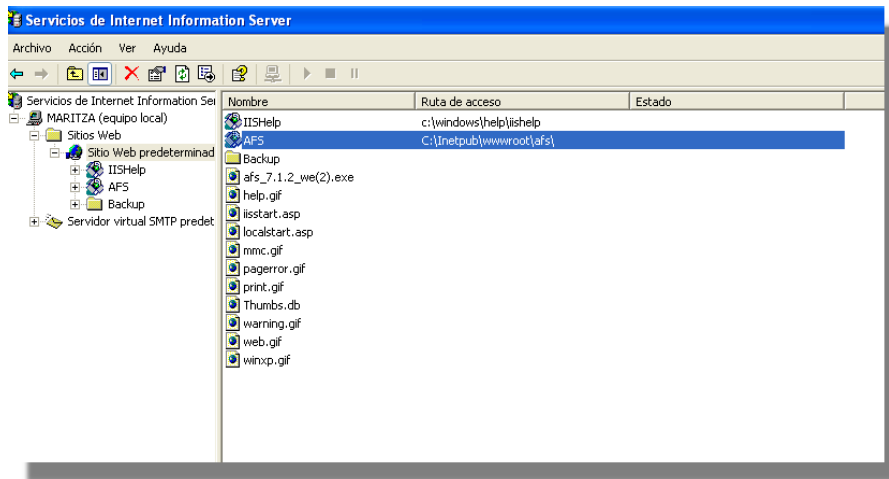 Servicios de Internet Information Server
Archivo Acción Ver Ayuda
Servicios de Internet Information Ser
MARITZA (equipo local)
Sitios Web
Sitio Web predeterminad
IISHelp
AFS
Backup
Servidor virtual SMTP predet
Nombre Ruta de acceso Estado
IISHelp c:\windows\help\iishelp
AFS C:\Inetpub\wwwroot\afs\
Backup
afs_7.1.2_we(2).exe
help.gif
iisstart.asp
localstart.asp
mmc.gif
pagerror.gif
print.gif
Thumbs.db
warning.gif
web.gif
winxp.gif